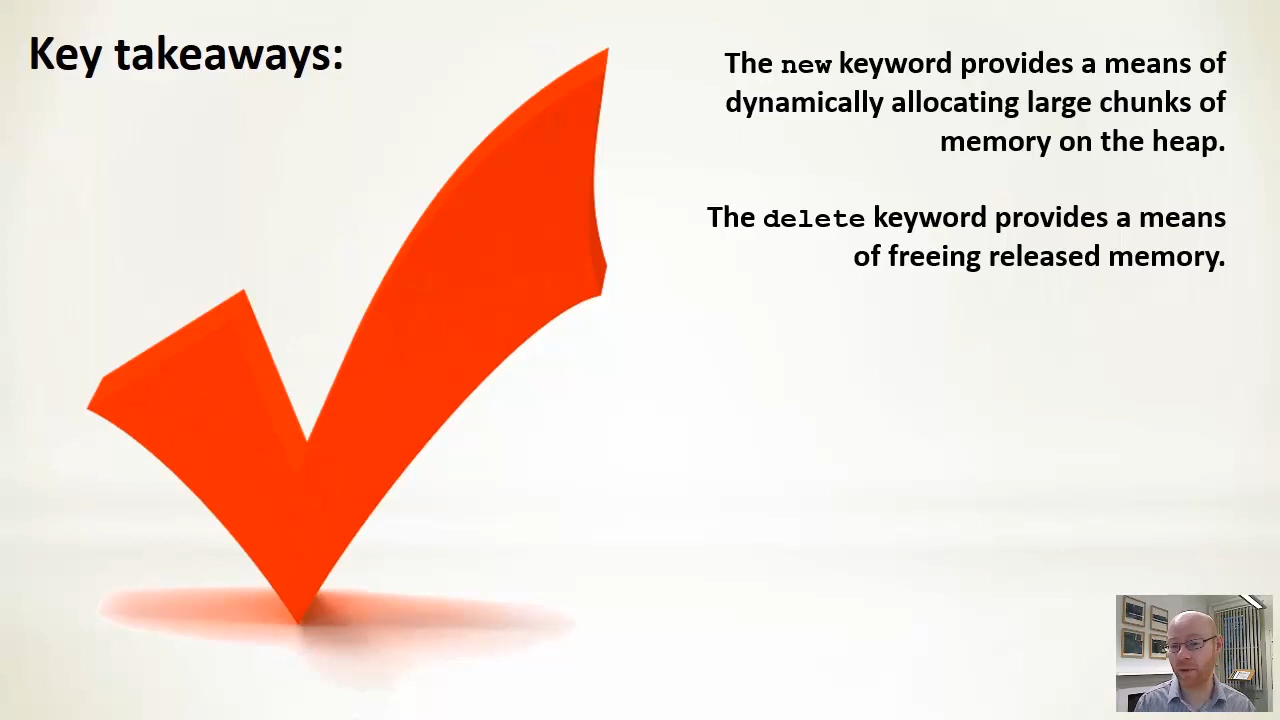 Key takeaways:
The new keyword provides a means of
dynamically allocating large chunks of
memory on the heap.
The delete keyword provides a means
of freeing released memory.